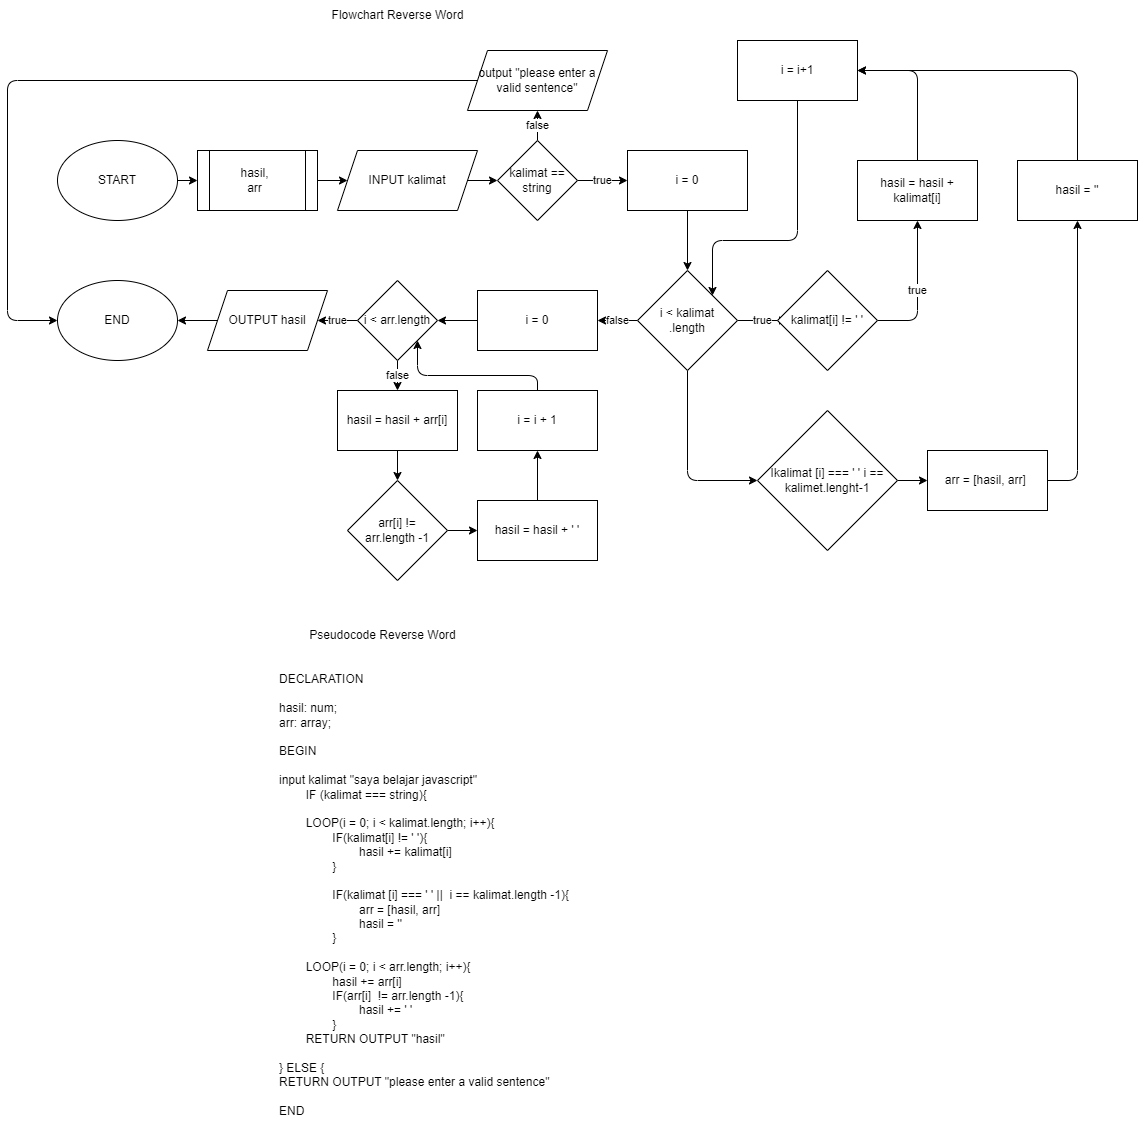 Flowchart Reverse Word
output "please enter a
valid sentence"
i = i+1
false
START
hasil,
arr
INPUT kalimat
kalimat ==
string
true
i = 0
hasil = hasil +
kalimat[i]
hasil = ''
true
END
OUTPUT hasil
true
i < arr.length
i = 0
false
i < kalimat
.length
true
kalimat[i] != ' '
false
hasil = hasil + arr[i]
i = i + 1
lkalimat [i] === ' ' i ==
kalimet.lenght-1
arr = [hasil, arr]
arr[i] !=
arr.length -1
hasil = hasil + ' '
Pseudocode Reverse Word
DECLARATION
hasil: num;
arr: array;
BEGIN
input kalimat "saya belajar javascript"
IF (kalimat === string){
LOOP(i = 0; i < kalimat.length; i++){
IF(kalimat[i] != ' '){
hasil += kalimat[i]
}
IF(kalimat [i] === ' ' ||  i == kalimat.length -1){
arr = [hasil, arr]
hasil = ''
}
LOOP(i = 0; i < arr.length; i++){
hasil += arr[i]
IF(arr[i]  != arr.length -1){
hasil += ' '
}
RETURN OUTPUT "hasil"
} ELSE {
RETURN OUTPUT "please enter a valid sentence"
END